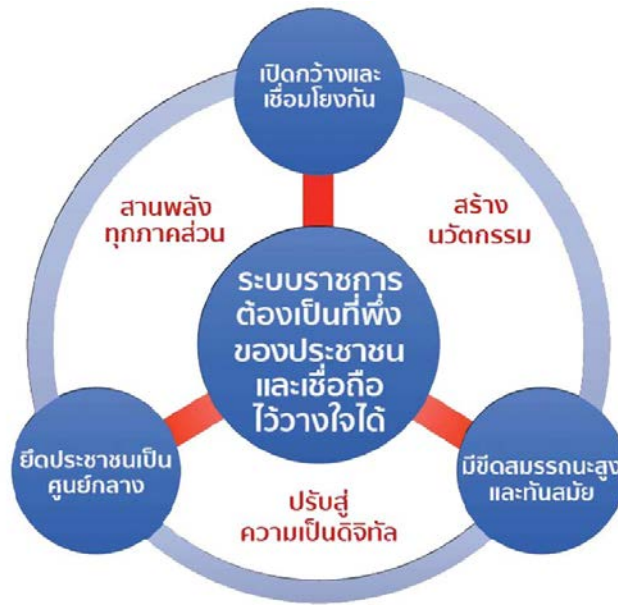 เปิดกว้างและ
เชื่อมโยงกัน
สานพลัง
ทุกภาคส่วน
สร้าง
นวัตกรรม
ระบบราชการ
ต้องเป็นที่พึ่ง
ของประชาชน
และเชื่อถือ
ไว้วางใจได้
ยึดประชาชนเป็น
ศูนย์กลาง
มีขีดสมรรถนะสูง
และทันสมัย
ปรับสู่
ความเป็นดิจิทัล